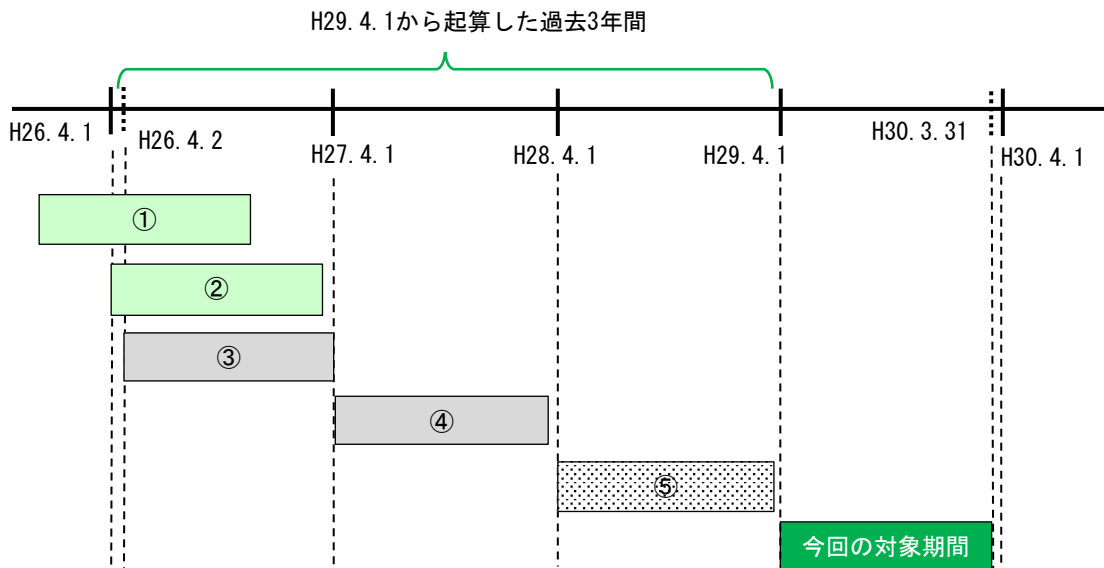 H29.4.1から起算した過去3年間
H26.4.1
H26.4.2
H27.4.1
H28.4.1
H29.4.1
H30.3.31
H30.4.1
①
②
③
④
⑤
今回の対象期間